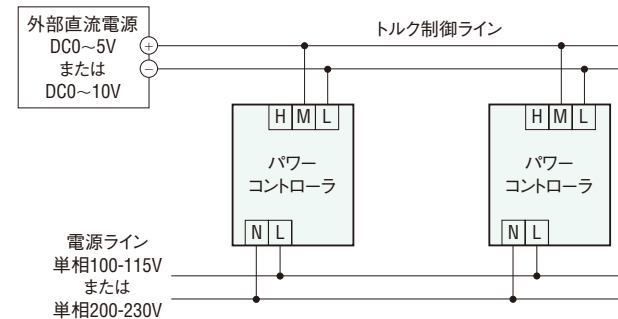 外部直流電源
DC0～5V
または
DC0～10V
＋
－
トルク制御ライン
H M L
パワー
コントローラ
N L
H M L
パワー
コントローラ
N L
電源ライン
単相100-115V
または
単相200-230V